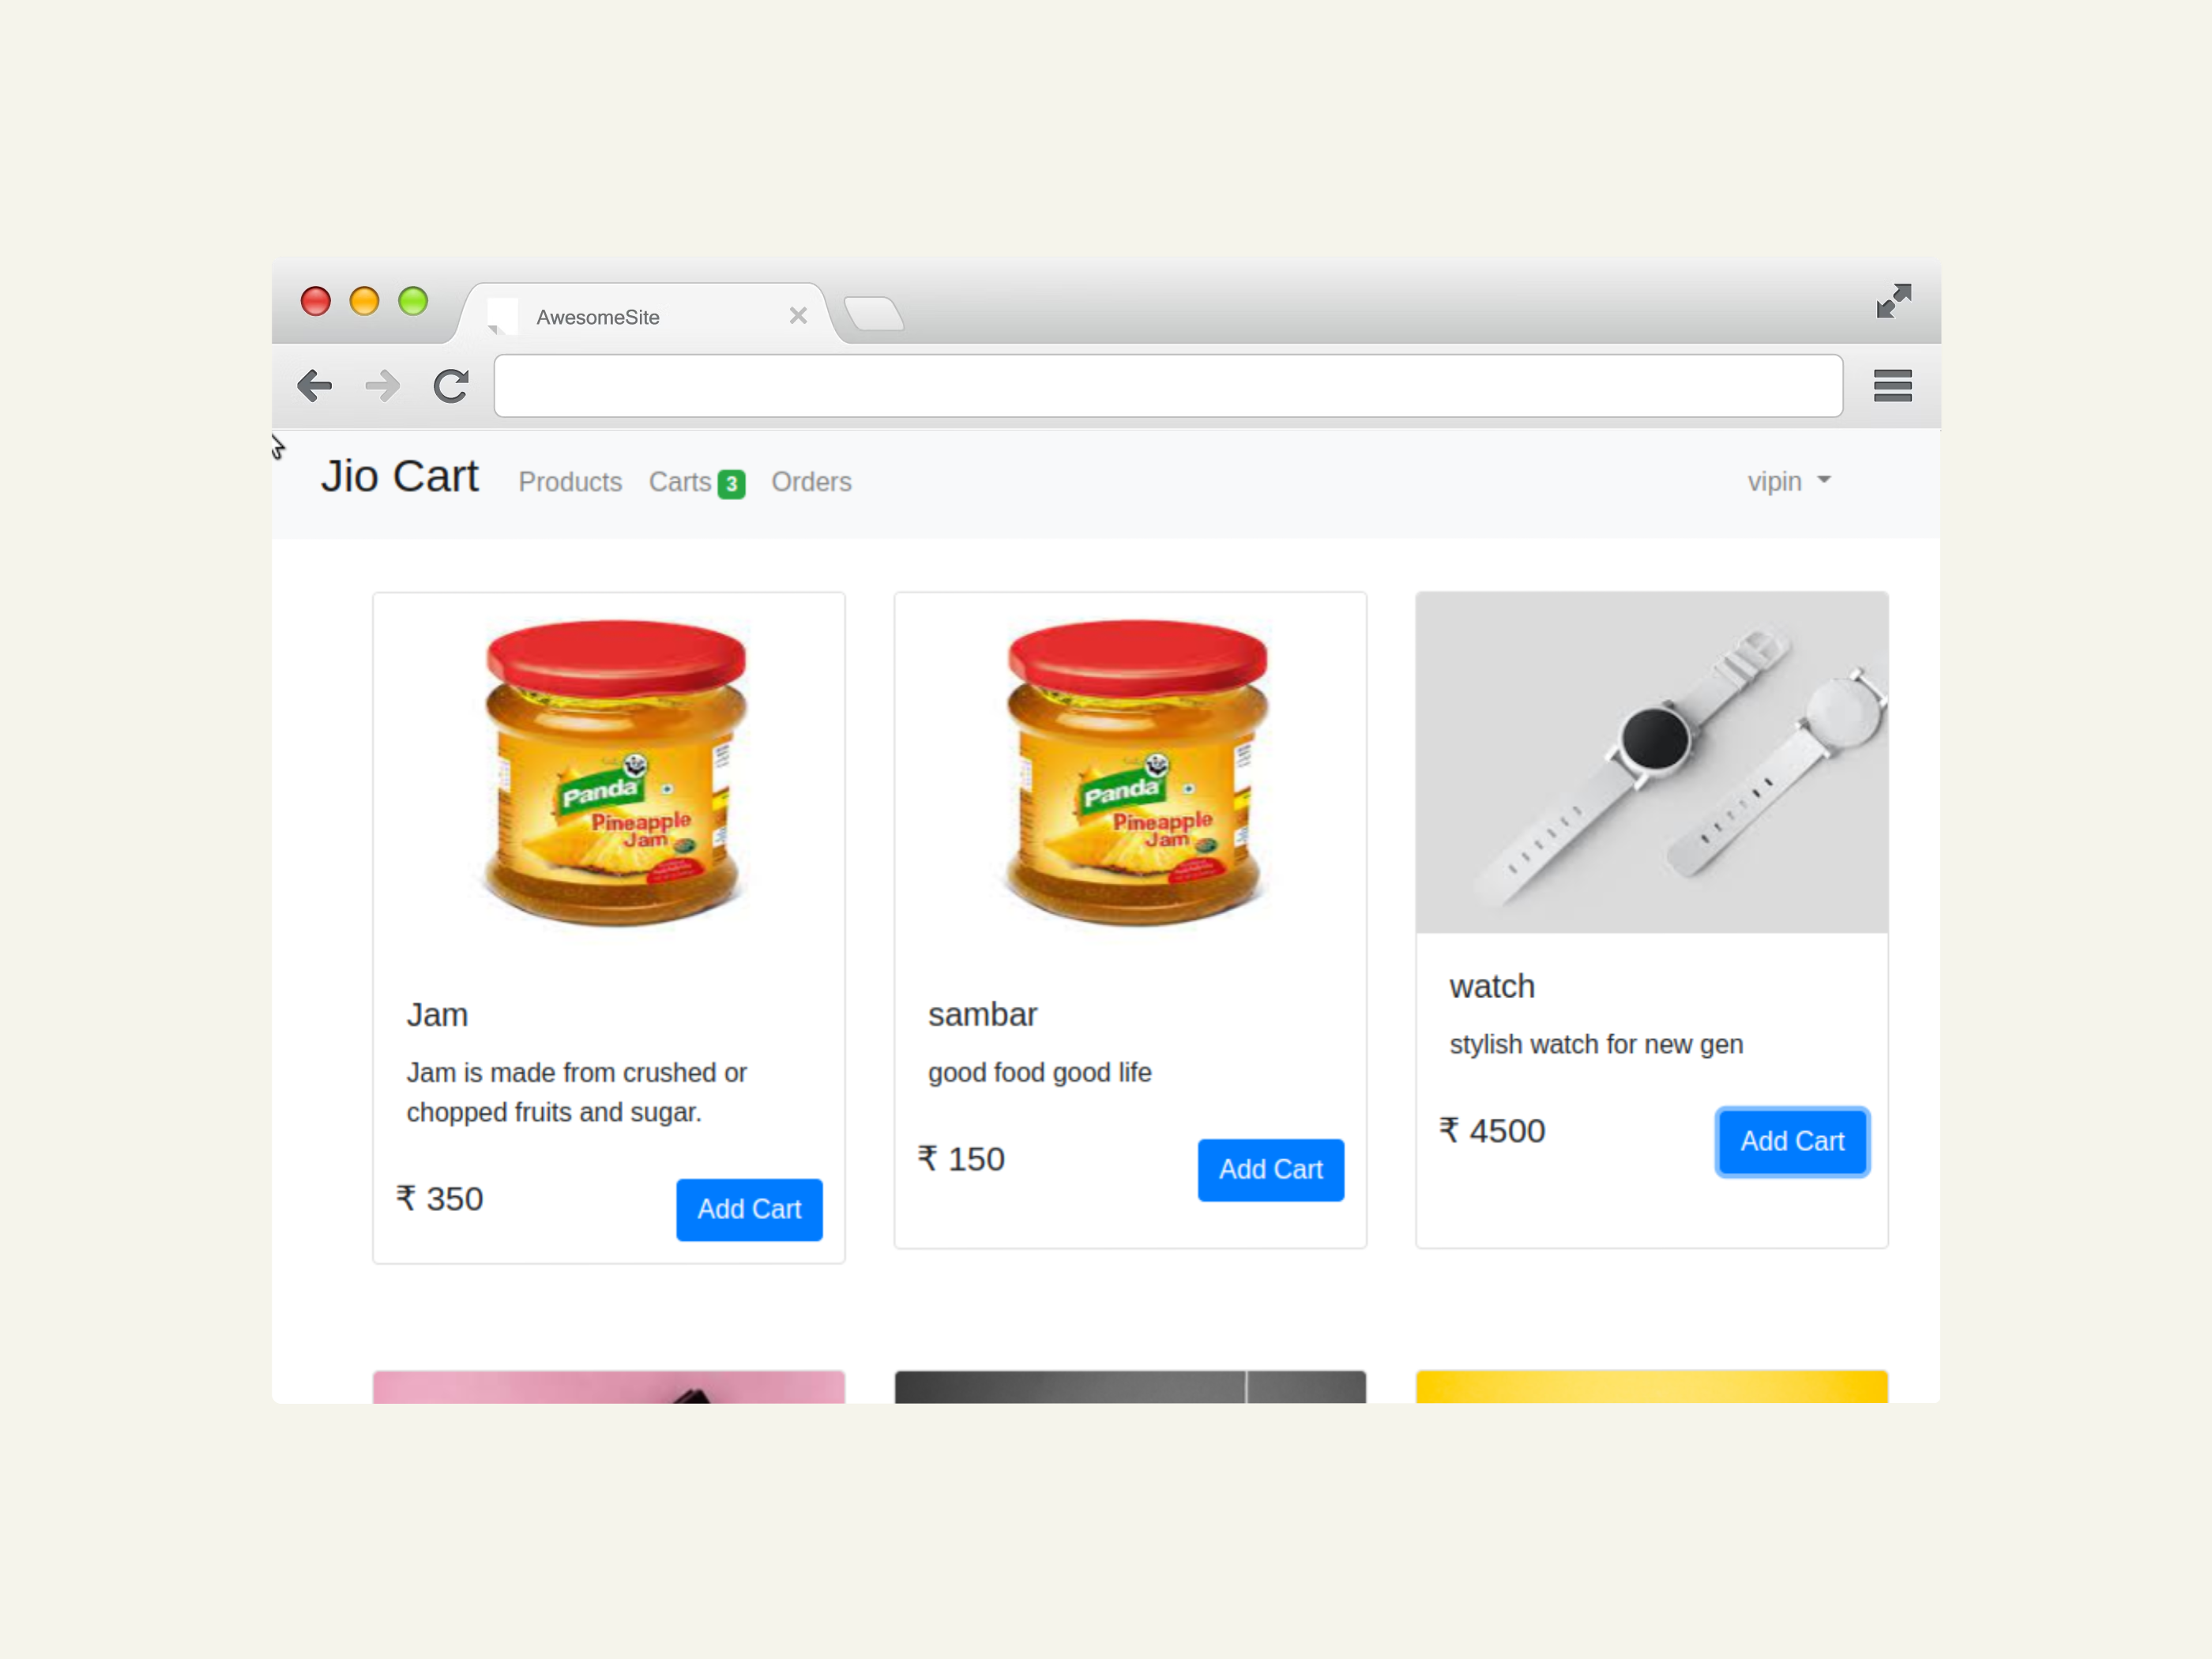 AwesomeSite
Jio Cart Products Carts 3 Orders vipin
Panda
Pineapple
Jam
Panda
Pineapple
Jam
Jam
Jam is made from crushed or
chopped fruits and sugar.
₹ 350
Add Cart
sambar
good food good life
₹ 150
Add Cart
watch
stylish watch for new gen
₹ 4500
Add Cart